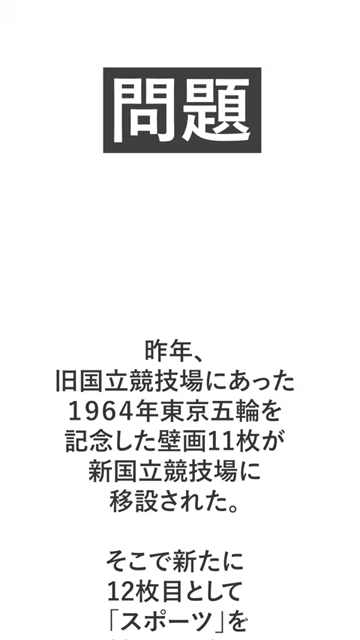 問題
昨年、
旧国立競技場にあった
1964年東京五輪を
記念した壁画11枚が
新国立競技場に
移設された。
そこで新たに
12枚目として
「スポーツ」を